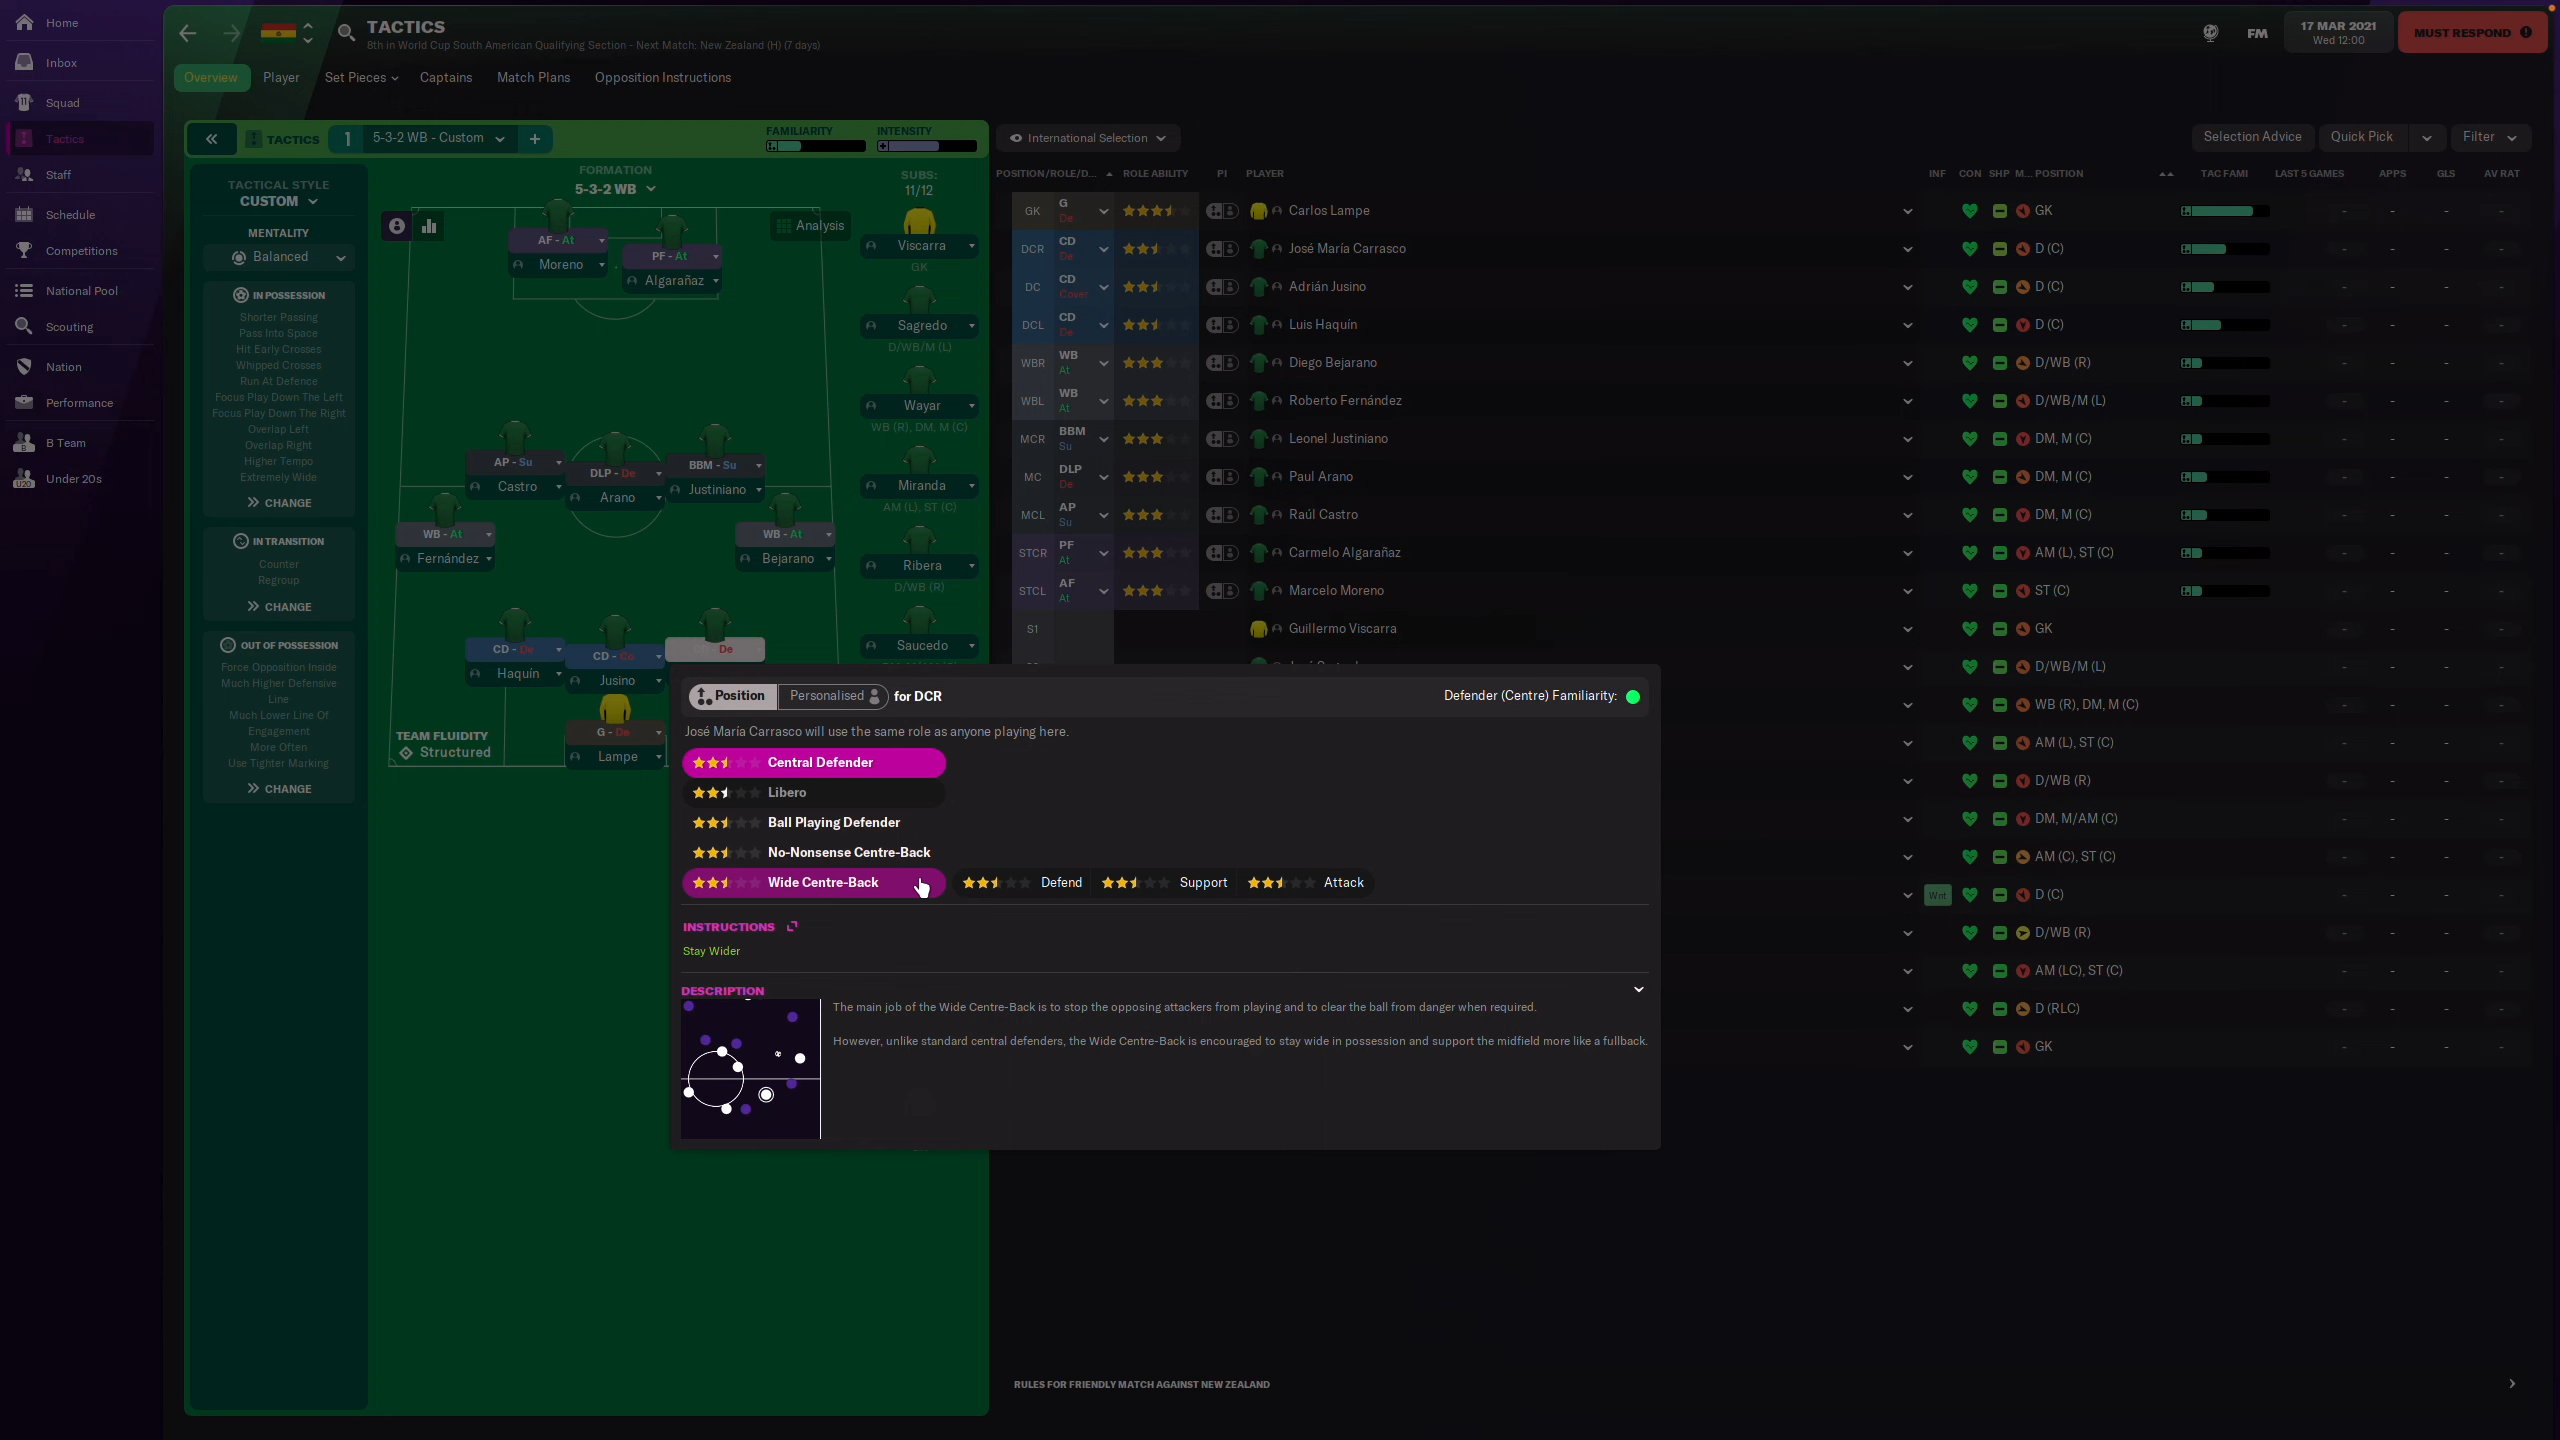 Home
Inbox
Squad
Tactics
Staff
Schedule
Competitions
National Pool
Scouting
Nation
Performance
B Team
Under 20s
TACTICS
8th in World Cup South American Qualifying Section - Next Match: New Zealand (H) (7 days)
FM
17 MAR 2021
Wed 12:00
MUST RESPOND
Overview
Player
Set Pieces
Captains
Match Plans
Opposition Instructions
TACTICS
1
5-3-2 WB - Custom
FAMILIARITY
INTENSITY
TACTICAL STYLE
CUSTOM
MENTALITY
Balanced
IN POSSESSION
Shorter Passing
Pass Into Space
Hit Early Crosses
Whipped Crosses
Run At Defence
Focus Play Down The Left
Focus Play Down The Right
Overlap Left
Overlap Right
Higher Tempo
Extremely Wide
CHANGE
IN TRANSITION
Counter
Regroup
CHANGE
OUT OF POSSESSION
Force Opposition Inside
Much Higher Defensive
Line
Much Lower Line Of
Engagement
More Often
Use Tighter Marking
CHANGE
FORMATION
5-3-2 WB
Analysis
AF - At
Moreno
PF - At
Algarañaz
AP - Su
Castro
DLP - De
Arano
BBM - Su
Justiniano
WB - At
Fernández
WB - At
Bejarano
CD - De
Haquín
CD - Co
Jusino
De
G - De
Lampe
TEAM FLUIDITY
Structured
SUBS:
11/12
Viscarra
GK
Sagredo
D/WB/M (L)
Wayar
WB (R), DM, M (C)
Miranda
AM (L), ST (C)
Ribera
D/WB (R)
Saucedo
International Selection
Selection Advice
Quick Pick
Filter
POSITION/ROLE/D... ROLE ABILITY PI PLAYER INF CON SHP M... POSITION TAC FAMI LAST 5 GAMES APPS GLS AV RAT
GK G De Carlos Lampe GK - - - -
DCR CD De José María Carrasco D (C) - - - -
DC CD Cover Adrián Jusino D (C) - - - -
DCL CD De Luis Haquín D (C) - - - -
WBR WB At Diego Bejarano D/WB (R) - - - -
WBL WB At Roberto Fernández D/WB/M (L) - - - -
MCR BBM Su Leonel Justiniano DM, M (C) - - - -
MC DLP De Paul Arano DM, M (C) - - - -
MCL AP Su Raúl Castro DM, M (C) - - - -
STCR PF At Carmelo Algarañaz AM (L), ST (C) - - - -
STCL AF At Marcelo Moreno ST (C) - - - -
S1 Guillermo Viscarra GK - - - -
D/WB/M (L) - - - -
WB (R), DM, M (C) - - - -
AM (L), ST (C) - - - -
D/WB (R) - - - -
DM, M/AM (C) - - - -
AM (C), ST (C) - - - -
Wnt D (C) - - - -
D/WB (R) - - - -
AM (LC), ST (C) - - - -
D (RLC) - - - -
GK - - - -
Position
Personalised
for DCR
Defender (Centre) Familiarity:
José María Carrasco will use the same role as anyone playing here.
Central Defender
Libero
Ball Playing Defender
No-Nonsense Centre-Back
Wide Centre-Back
Defend
Support
Attack
INSTRUCTIONS
Stay Wider
DESCRIPTION
The main job of the Wide Centre-Back is to stop the opposing attackers from playing and to clear the ball from danger when required.
However, unlike standard central defenders, the Wide Centre-Back is encouraged to stay wide in possession and support the midfield more like a fullback.
RULES FOR FRIENDLY MATCH AGAINST NEW ZEALAND